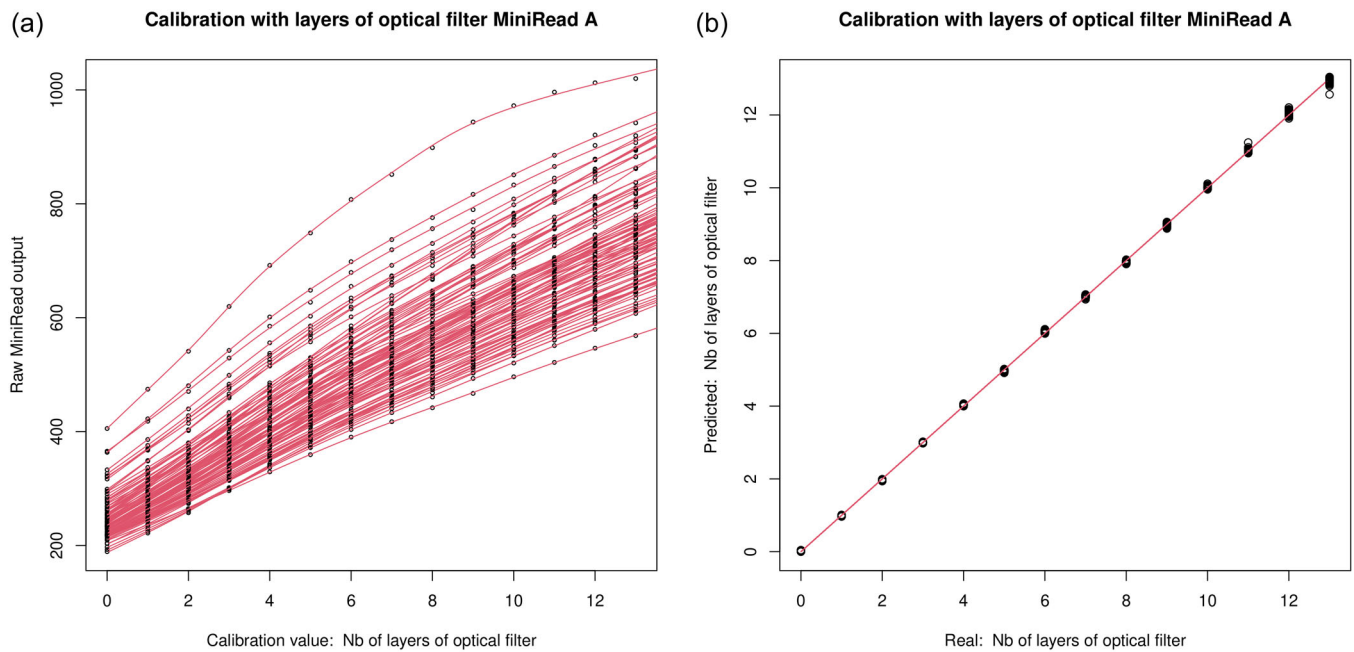 (a)
Calibration with layers of optical filter MiniRead A
Raw MiniRead output
1000
800
600
400
200
0 2 4 6 8 10 12
Calibration value: Nb of layers of optical filter
(b)
Calibration with layers of optical filter MiniRead A
Predicted: Nb of layers of optical filter
12
10
8
6
4
2
0
0 2 4 6 8 10 12
Real: Nb of layers of optical filter